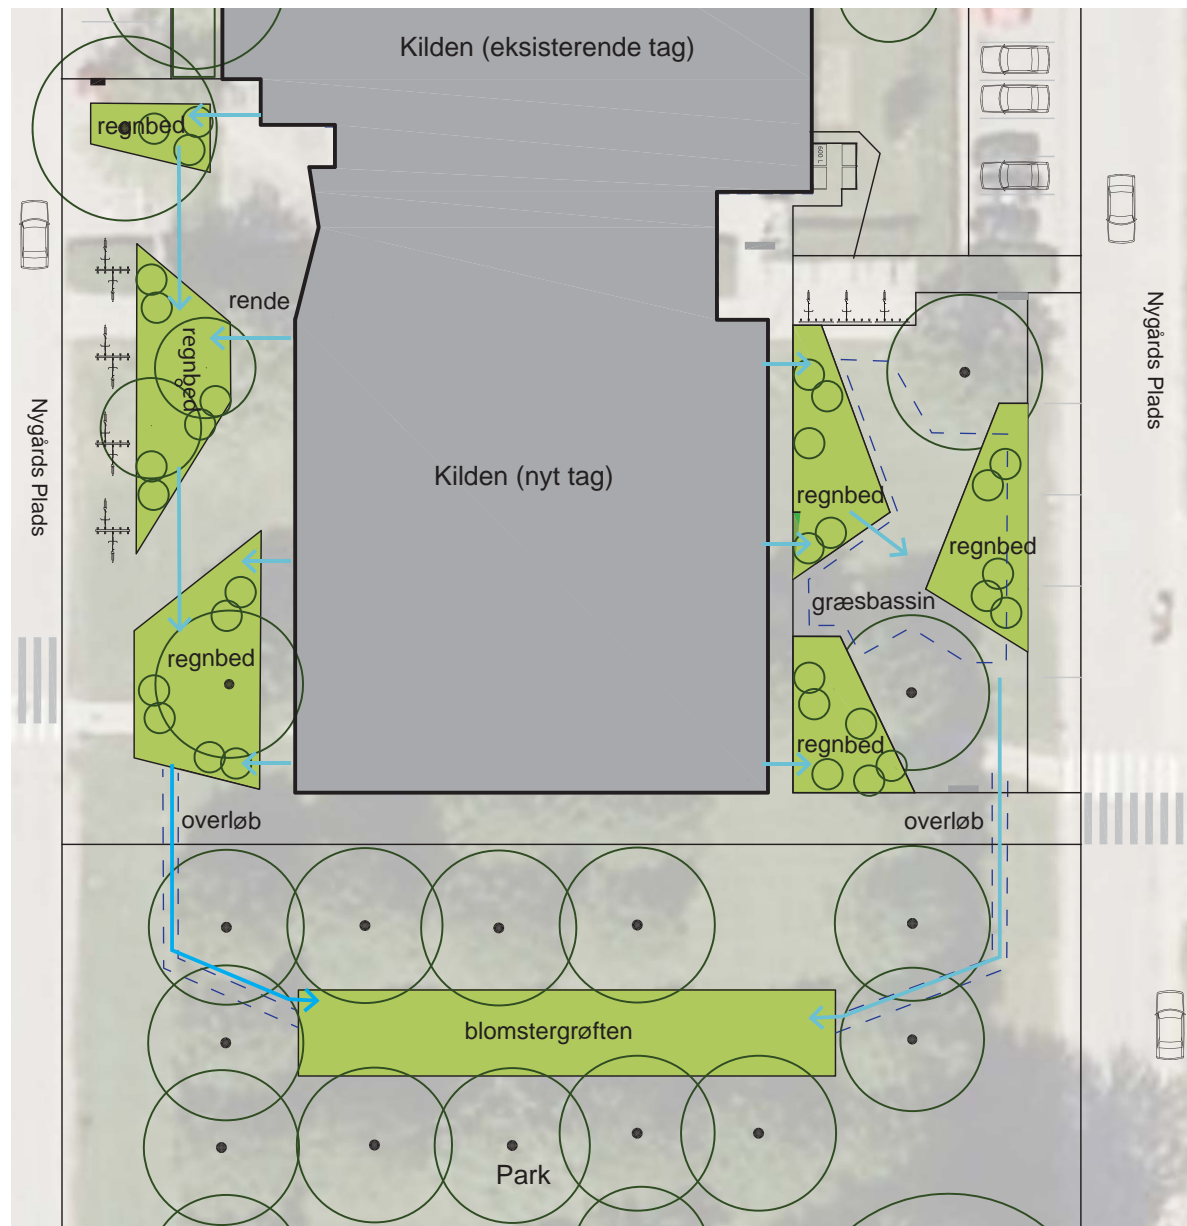 Kilden (eksisterende tag)
regnbed
600 L
rende
regnbed
Nygårds Plads
Nygårds Plads
Kilden (nyt tag)
regnbed
regnbed
græsbassin
regnbed
regnbed
overløb
overløb
blomstergrøften
Park